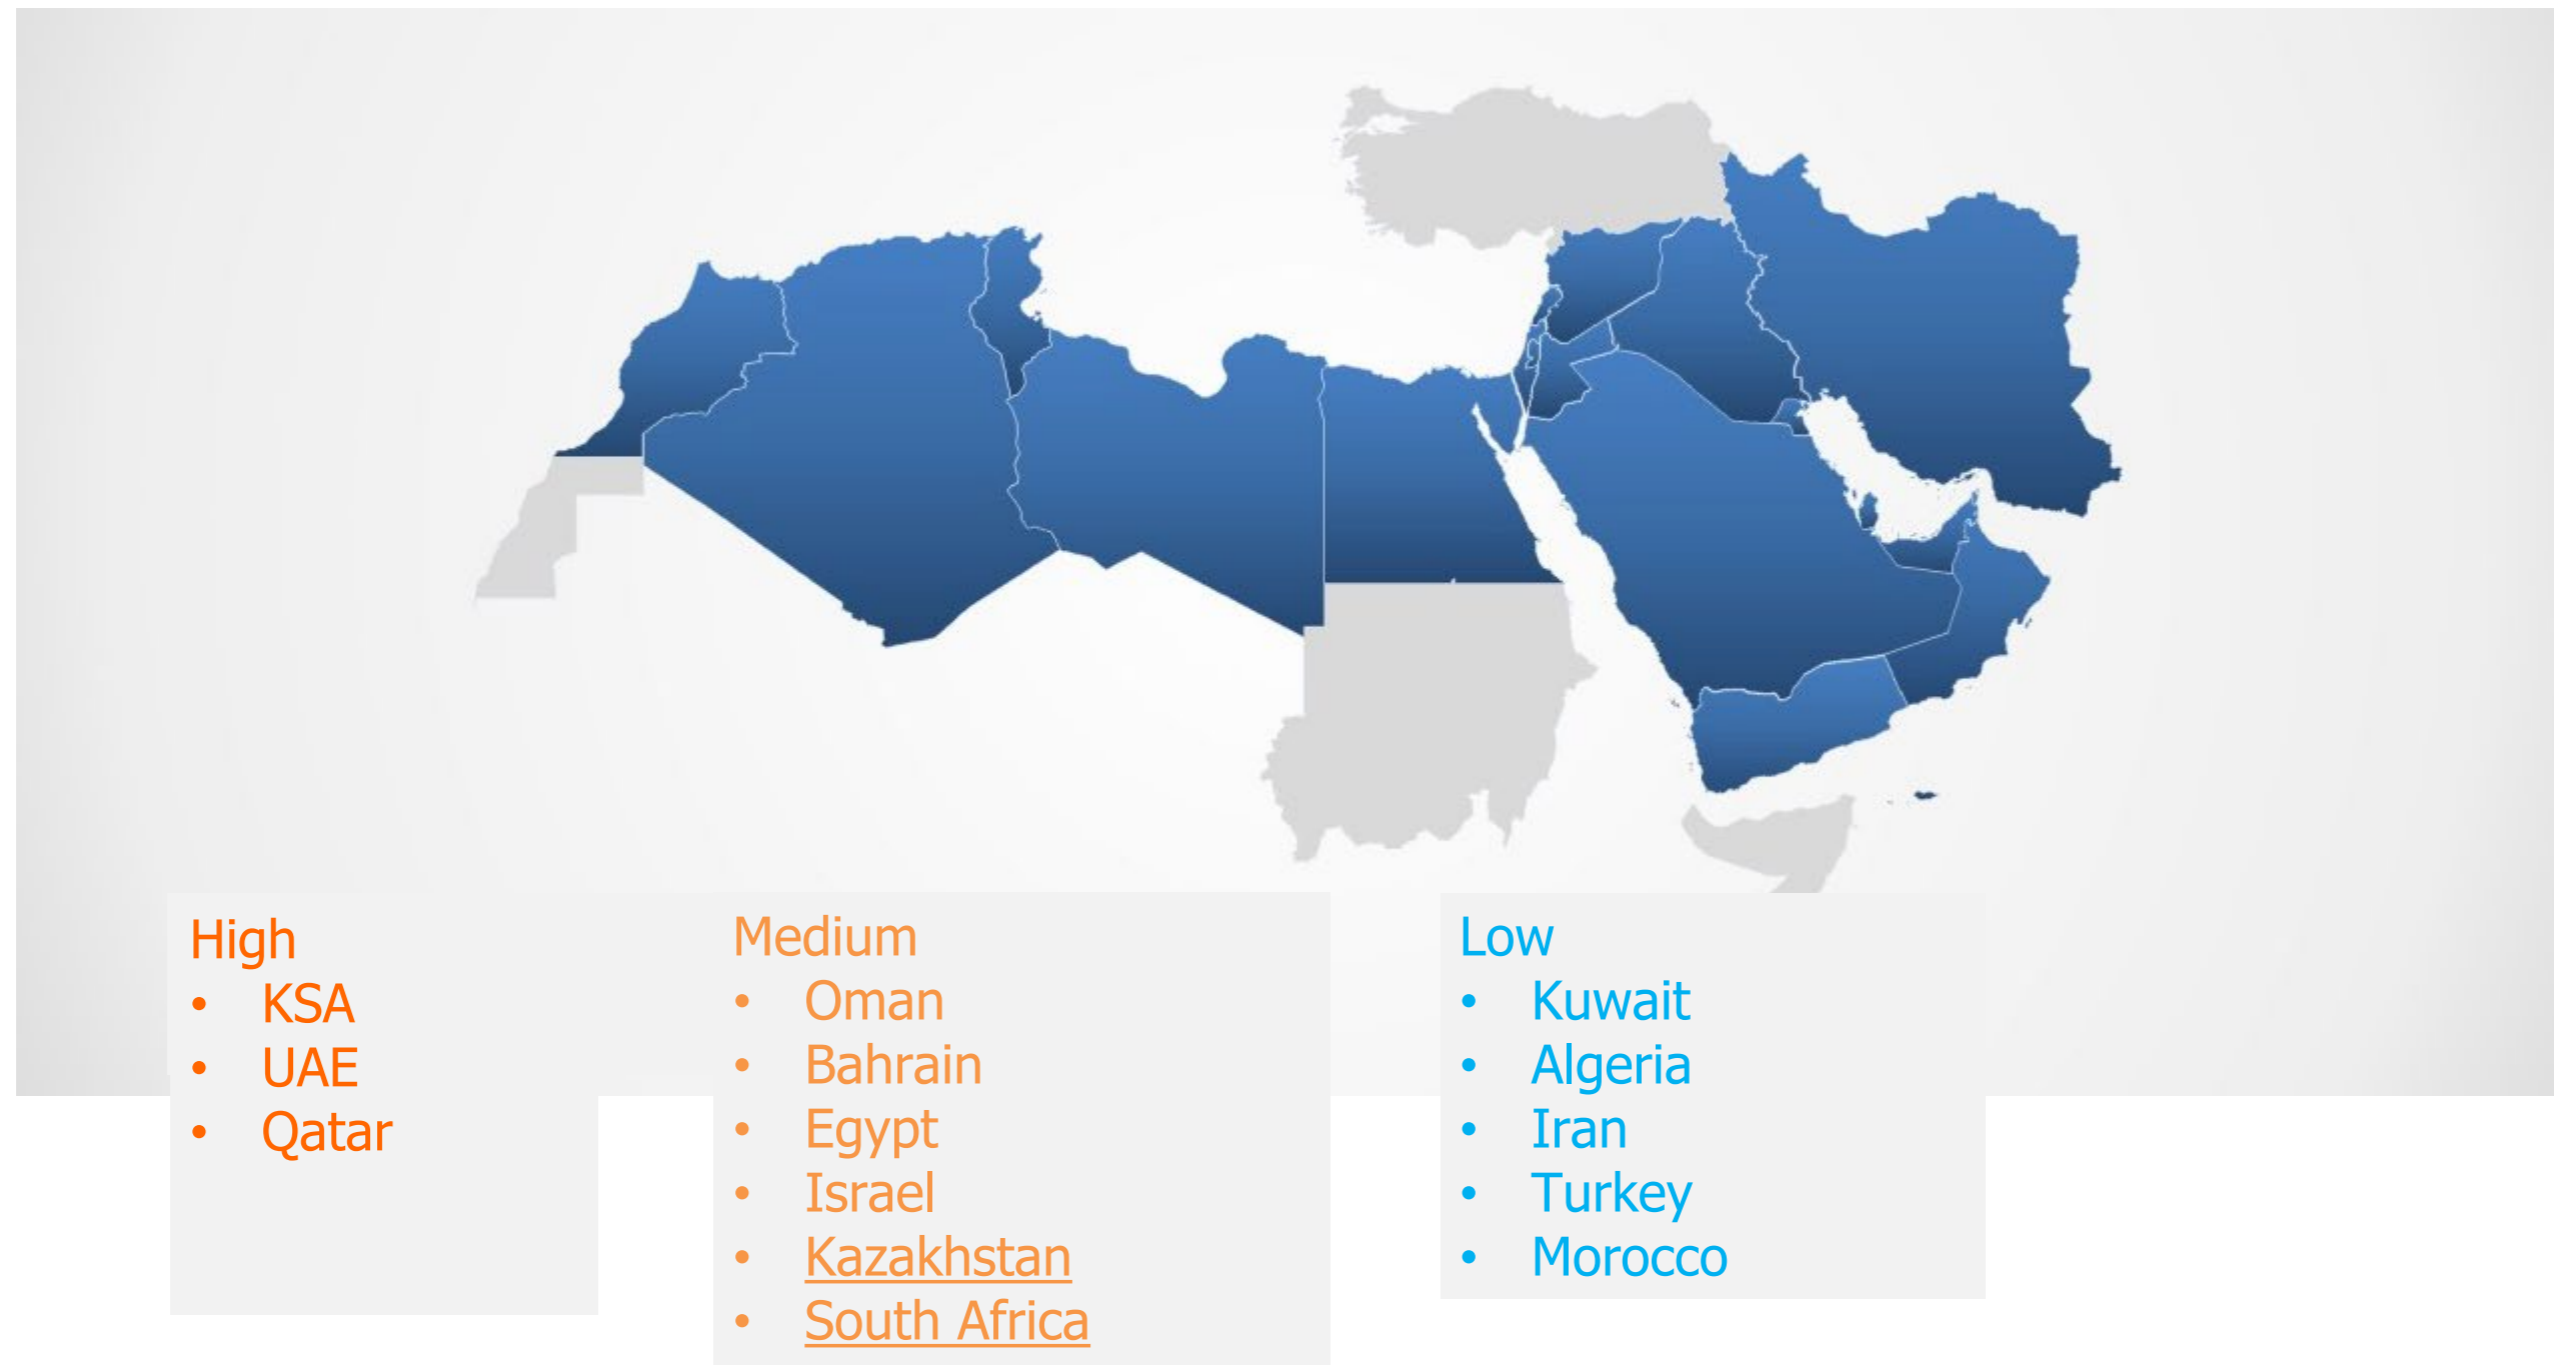 High
• KSA
• UAE
• Qatar
Medium
• Oman
• Bahrain
• Egypt
• Israel
• Kazakhstan
• South Africa
Low
• Kuwait
• Algeria
• Iran
• Turkey
• Morocco